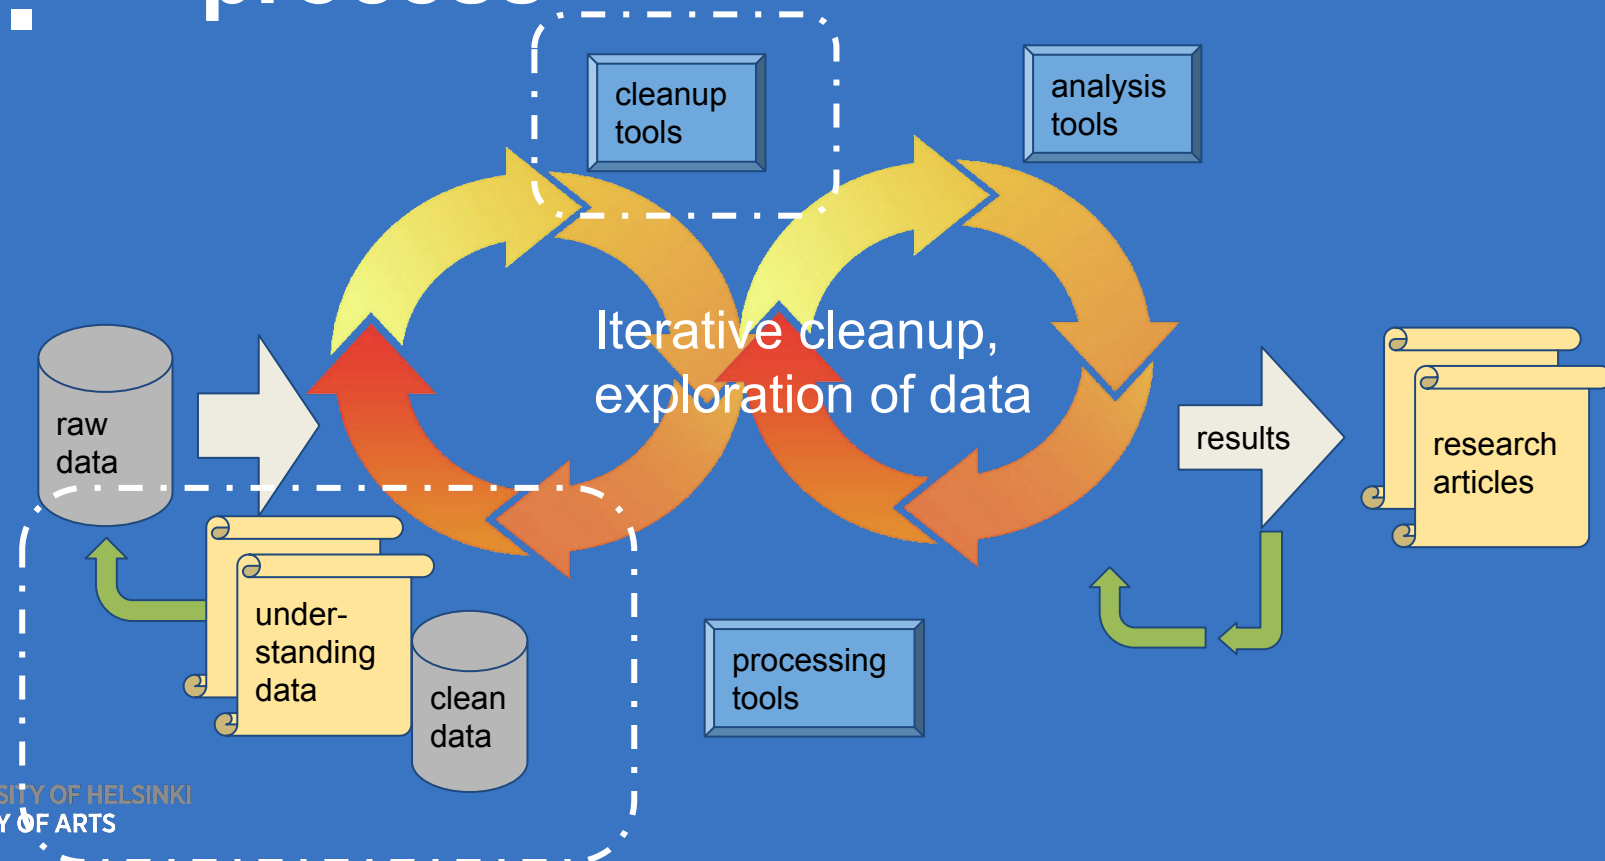 process
cleanup
tools
analysis
tools
Iterative cleanup,
exploration of data
raw
data
results
research
articles
under-
standing
data
clean
data
processing
tools
SITY OF HELSINKI
Y OF ARTS